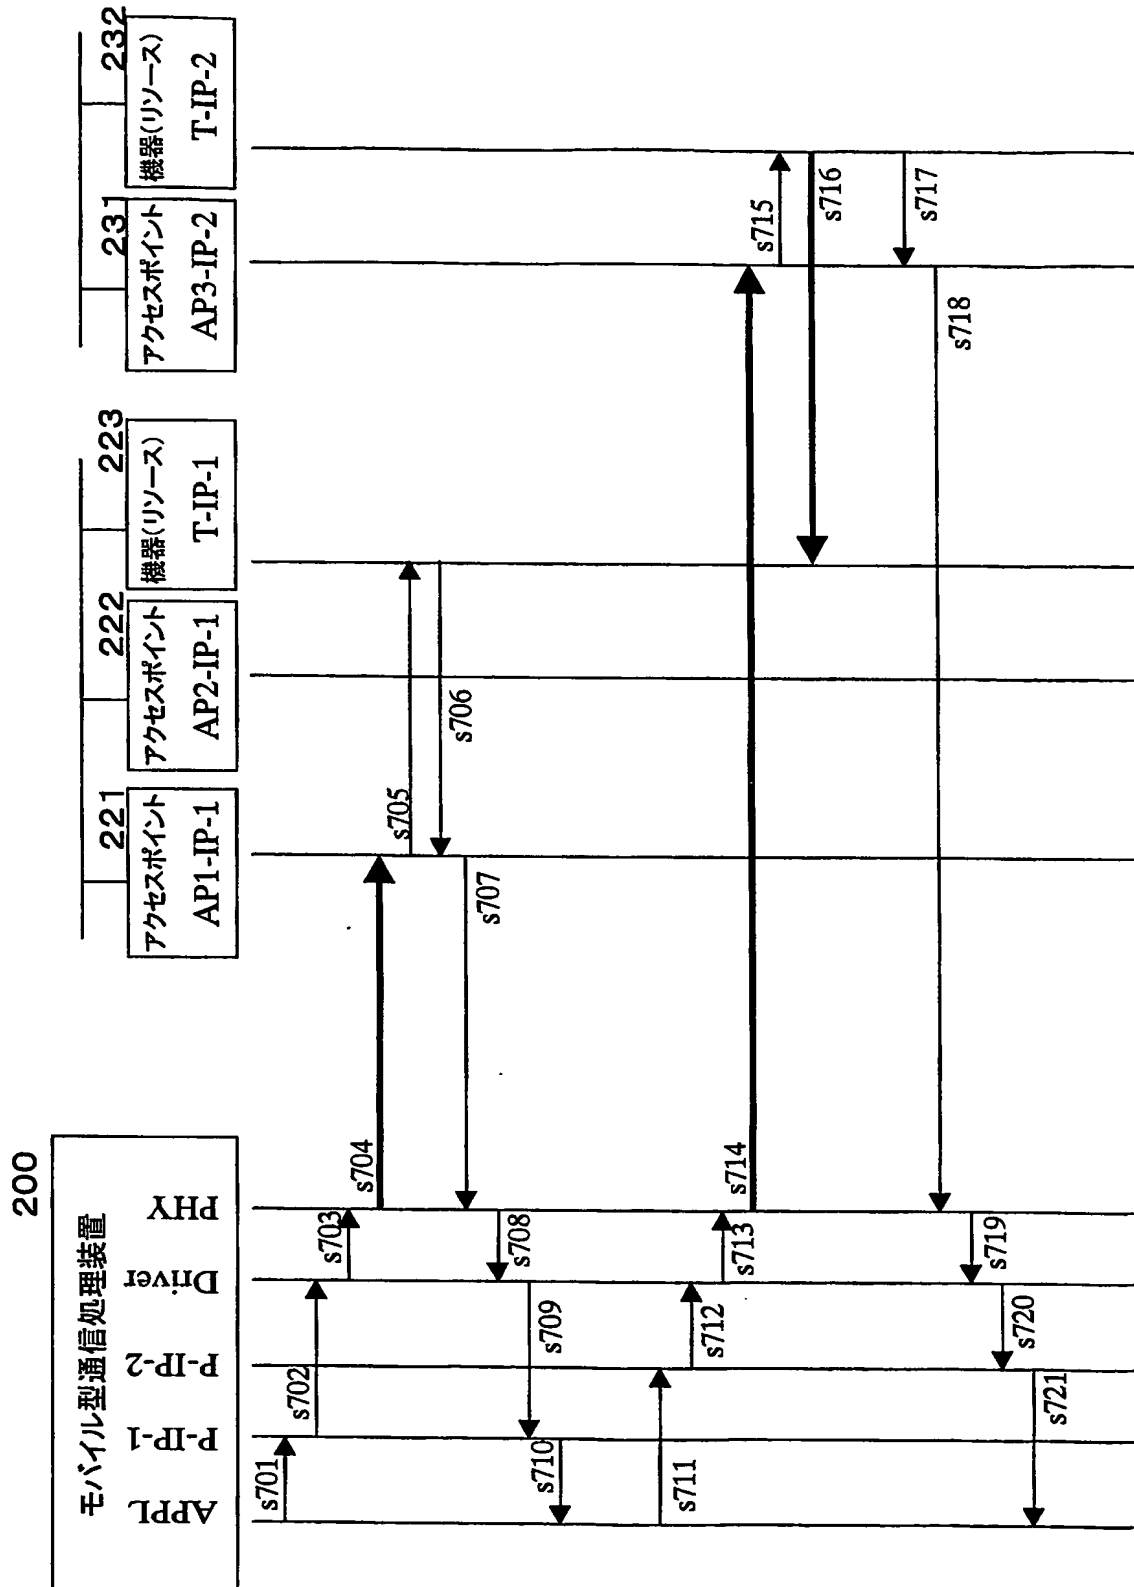 200
モバイル型通信処理装置
APPL
P-IP-1
P-IP-2
Driver
PHY
221
アクセスポイント
AP1-IP-1
222
アクセスポイント
AP2-IP-1
223
機器(リソース)
T-IP-1
231
アクセスポイント
AP3-IP-2
232
機器(リソース)
T-IP-2
s701
s702
s703
s704
s705
s706
s707
s708
s709
s710
s711
s712
s713
s714
s715
s716
s717
s718
s719
s720
s721